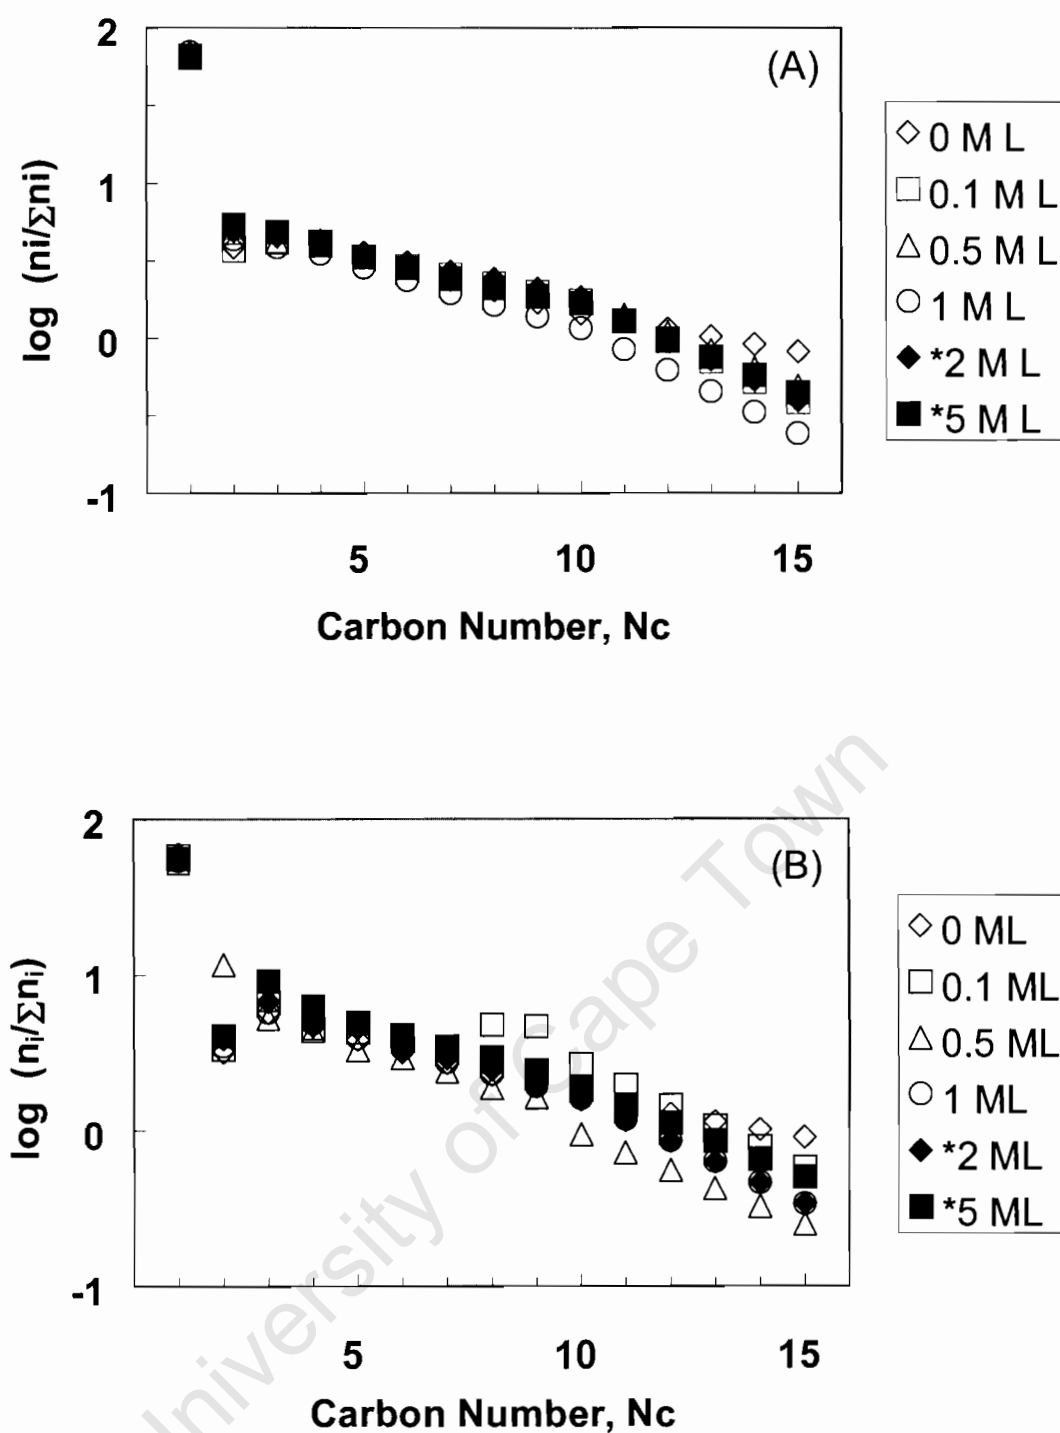 2
(A)
1
0
-1
log (ni/Σni)
5 10 15
Carbon Number, Nc
◇ 0 M L
□ 0.1 M L
△ 0.5 M L
○ 1 M L
◆ *2 M L
■ *5 M L
2
(B)
1
0
-1
log (nᵢ/Σnᵢ)
5 10 15
Carbon Number, Nc
◇ 0 ML
□ 0.1 ML
△ 0.5 ML
○ 1 ML
◆ *2 ML
■ *5 ML
University of Cape Town